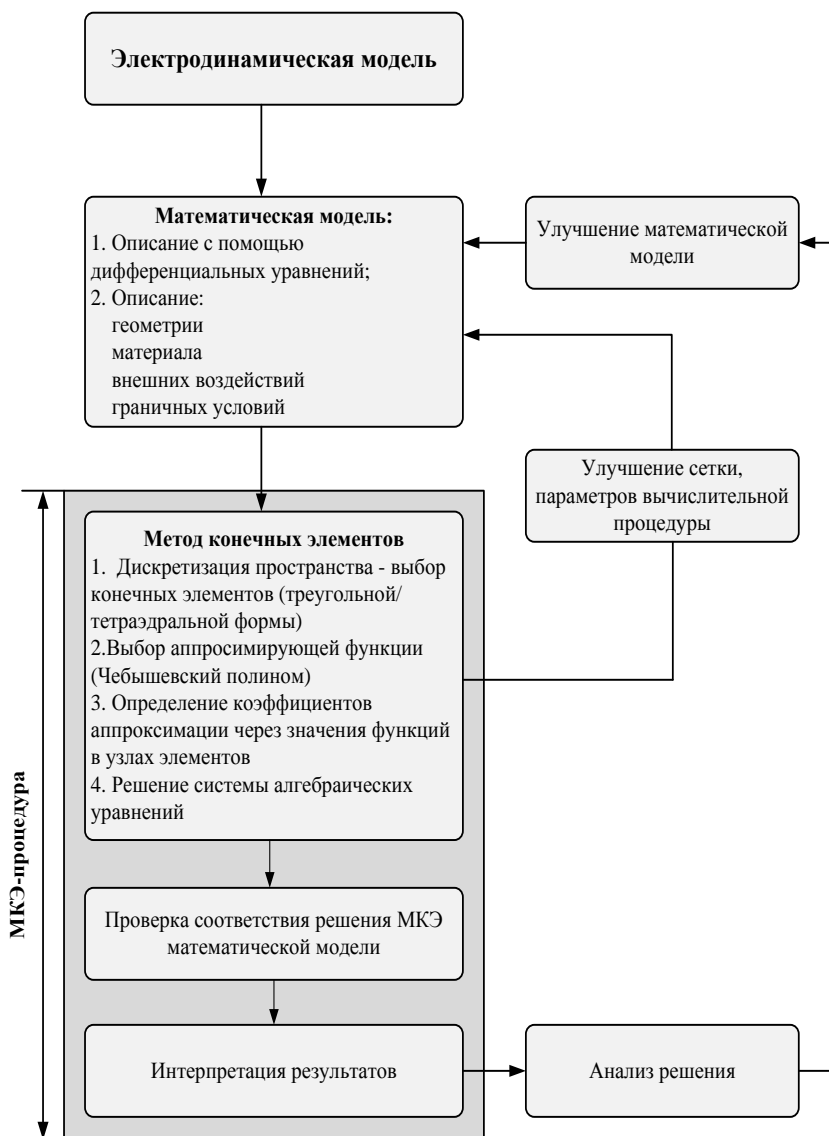 Электродинамическая модель
Математическая модель:
1. Описание с помощью
дифференциальных уравнений;
2. Описание:
геометрии
материала
внешних воздействий
граничных условий
Улучшение математической
модели
Улучшение сетки,
параметров вычислительной
процедуры
МКЭ-процедура
Метод конечных элементов
1. Дискретизация пространства - выбор
конечных элементов (треугольной/
тетраэдральной формы)
2.Выбор аппросимирующей функции
(Чебышевский полином)
3. Определение коэффициентов
аппроксимации через значения функций
в узлах элементов
4. Решение системы алгебраических
уравнений
Проверка соответствия решения МКЭ
математической модели
Интерпретация результатов
Анализ решения